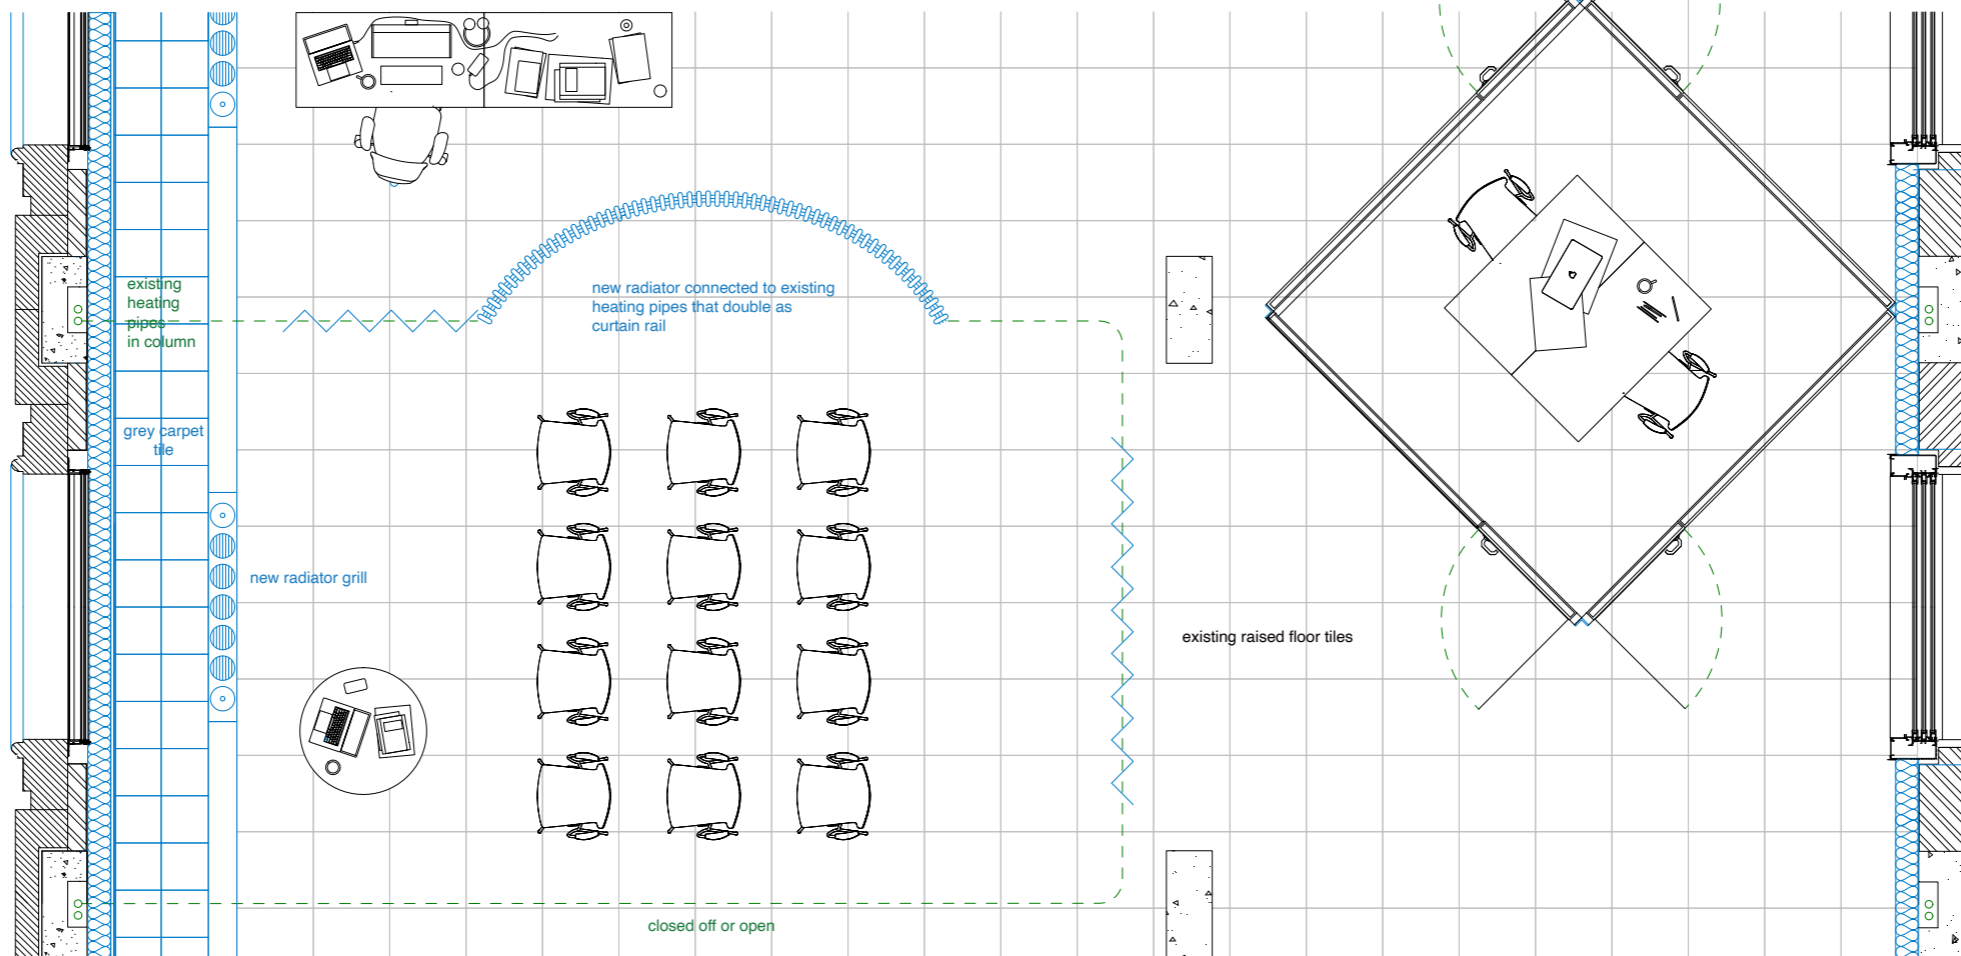 existing
heating
pipes
in column
new radiator connected to existing
heating pipes that double as
curtain rail
grey carpet
tile
new radiator grill
existing raised floor tiles
closed off or open